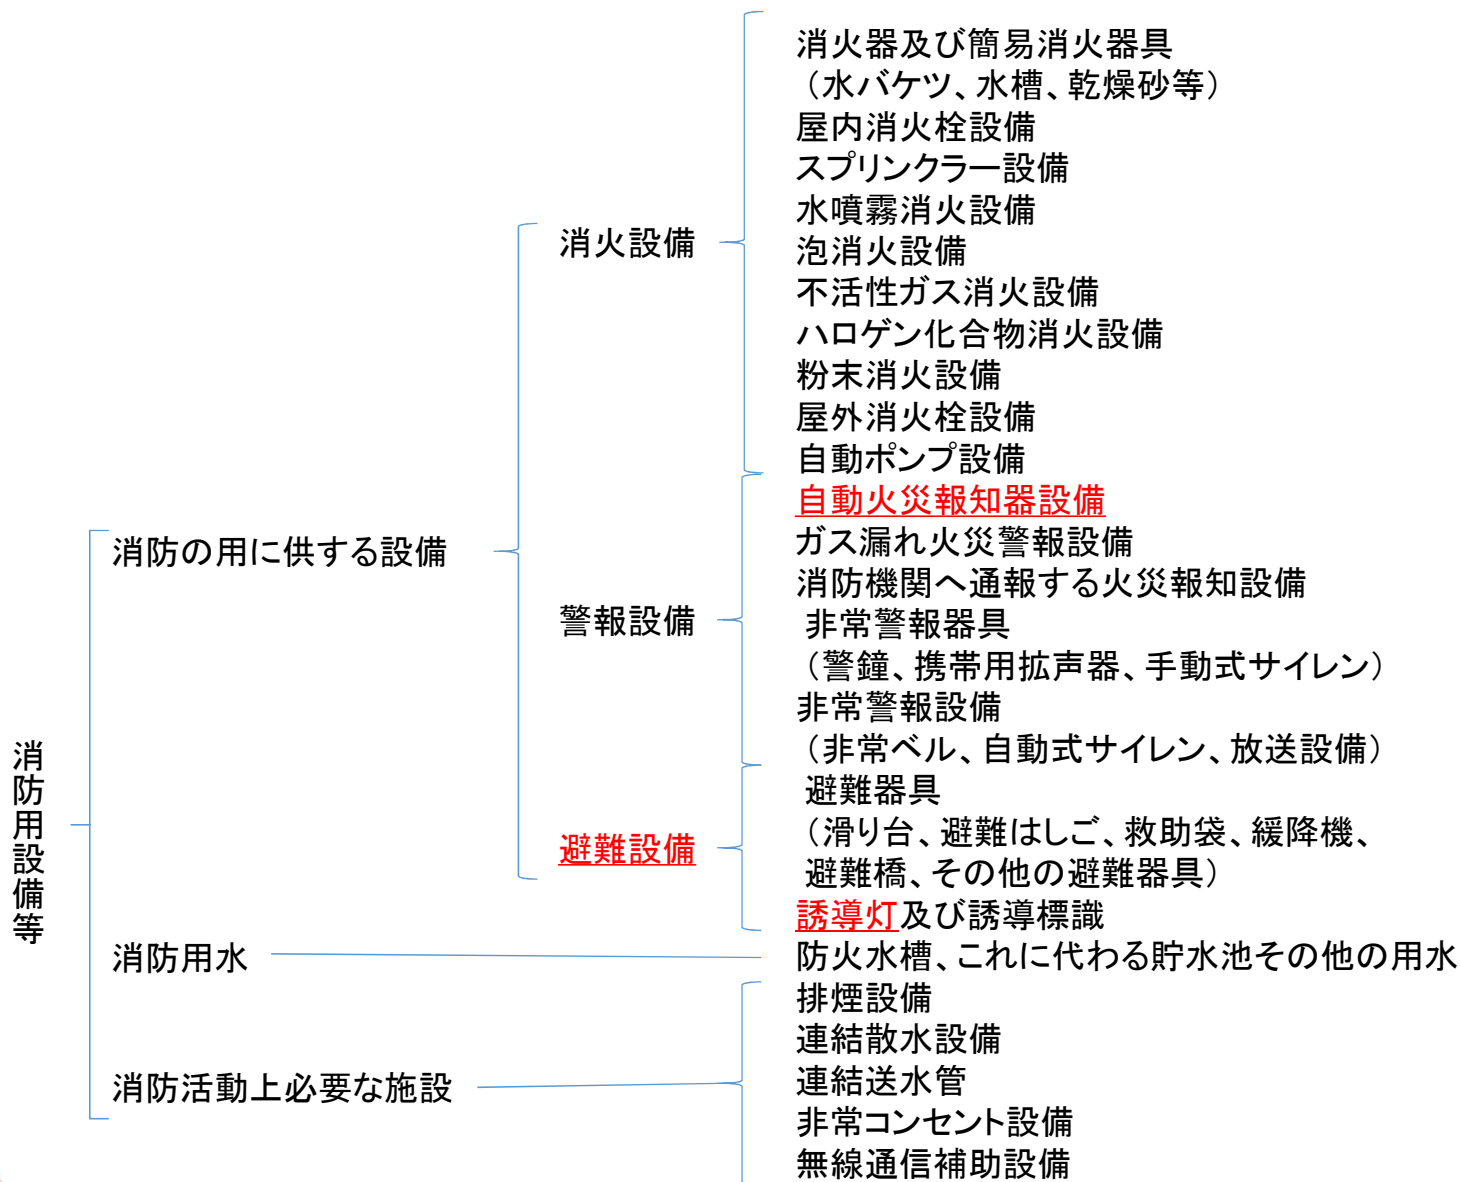 消防用設備等
消防の用に供する設備
消火設備
消火器及び簡易消火器具
（水バケツ、水槽、乾燥砂等）
屋内消火栓設備
スプリンクラー設備
水噴霧消火設備
泡消火設備
不活性ガス消火設備
ハロゲン化合物消火設備
粉末消火設備
屋外消火栓設備
自動ポンプ設備
警報設備
自動火災報知器設備
ガス漏れ火災警報設備
消防機関へ通報する火災報知設備
非常警報器具
（警鐘、携帯用拡声器、手動式サイレン）
非常警報設備
（非常ベル、自動式サイレン、放送設備）
避難設備
避難器具
（滑り台、避難はしご、救助袋、緩降機、
避難橋、その他の避難器具）
誘導灯及び誘導標識
消防用水
防火水槽、これに代わる貯水池その他の用水
消防活動上必要な施設
排煙設備
連結散水設備
連結送水管
非常コンセント設備
無線通信補助設備